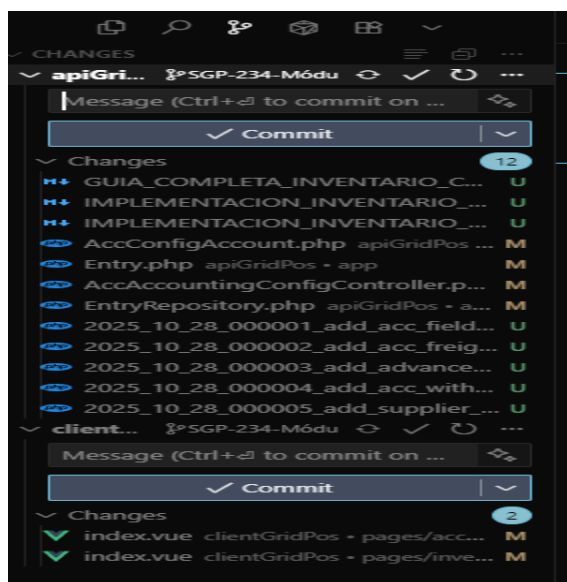 CHANGES
apiGri... SGP-234-Módu
Message (Ctrl+⏎ to commit on ...
Commit
Changes 12
GUIA_COMPLETA_INVENTARIO_C... U
IMPLEMENTACION_INVENTARIO_... U
IMPLEMENTACION_INVENTARIO_... U
AccConfigAccount.php apiGridPos ... M
Entry.php apiGridPos • app M
AccAccountingConfigController.p... M
EntryRepository.php apiGridPos • a... M
2025_10_28_000001_add_acc_field... U
2025_10_28_000002_add_acc_freig... U
2025_10_28_000003_add_advance... U
2025_10_28_000004_add_acc_with... U
2025_10_28_000005_add_supplier_... U
client... SGP-234-Módu
Message (Ctrl+⏎ to commit on ...
Commit
Changes 2
index.vue clientGridPos • pages/acc... M
index.vue clientGridPos • pages/inve... M